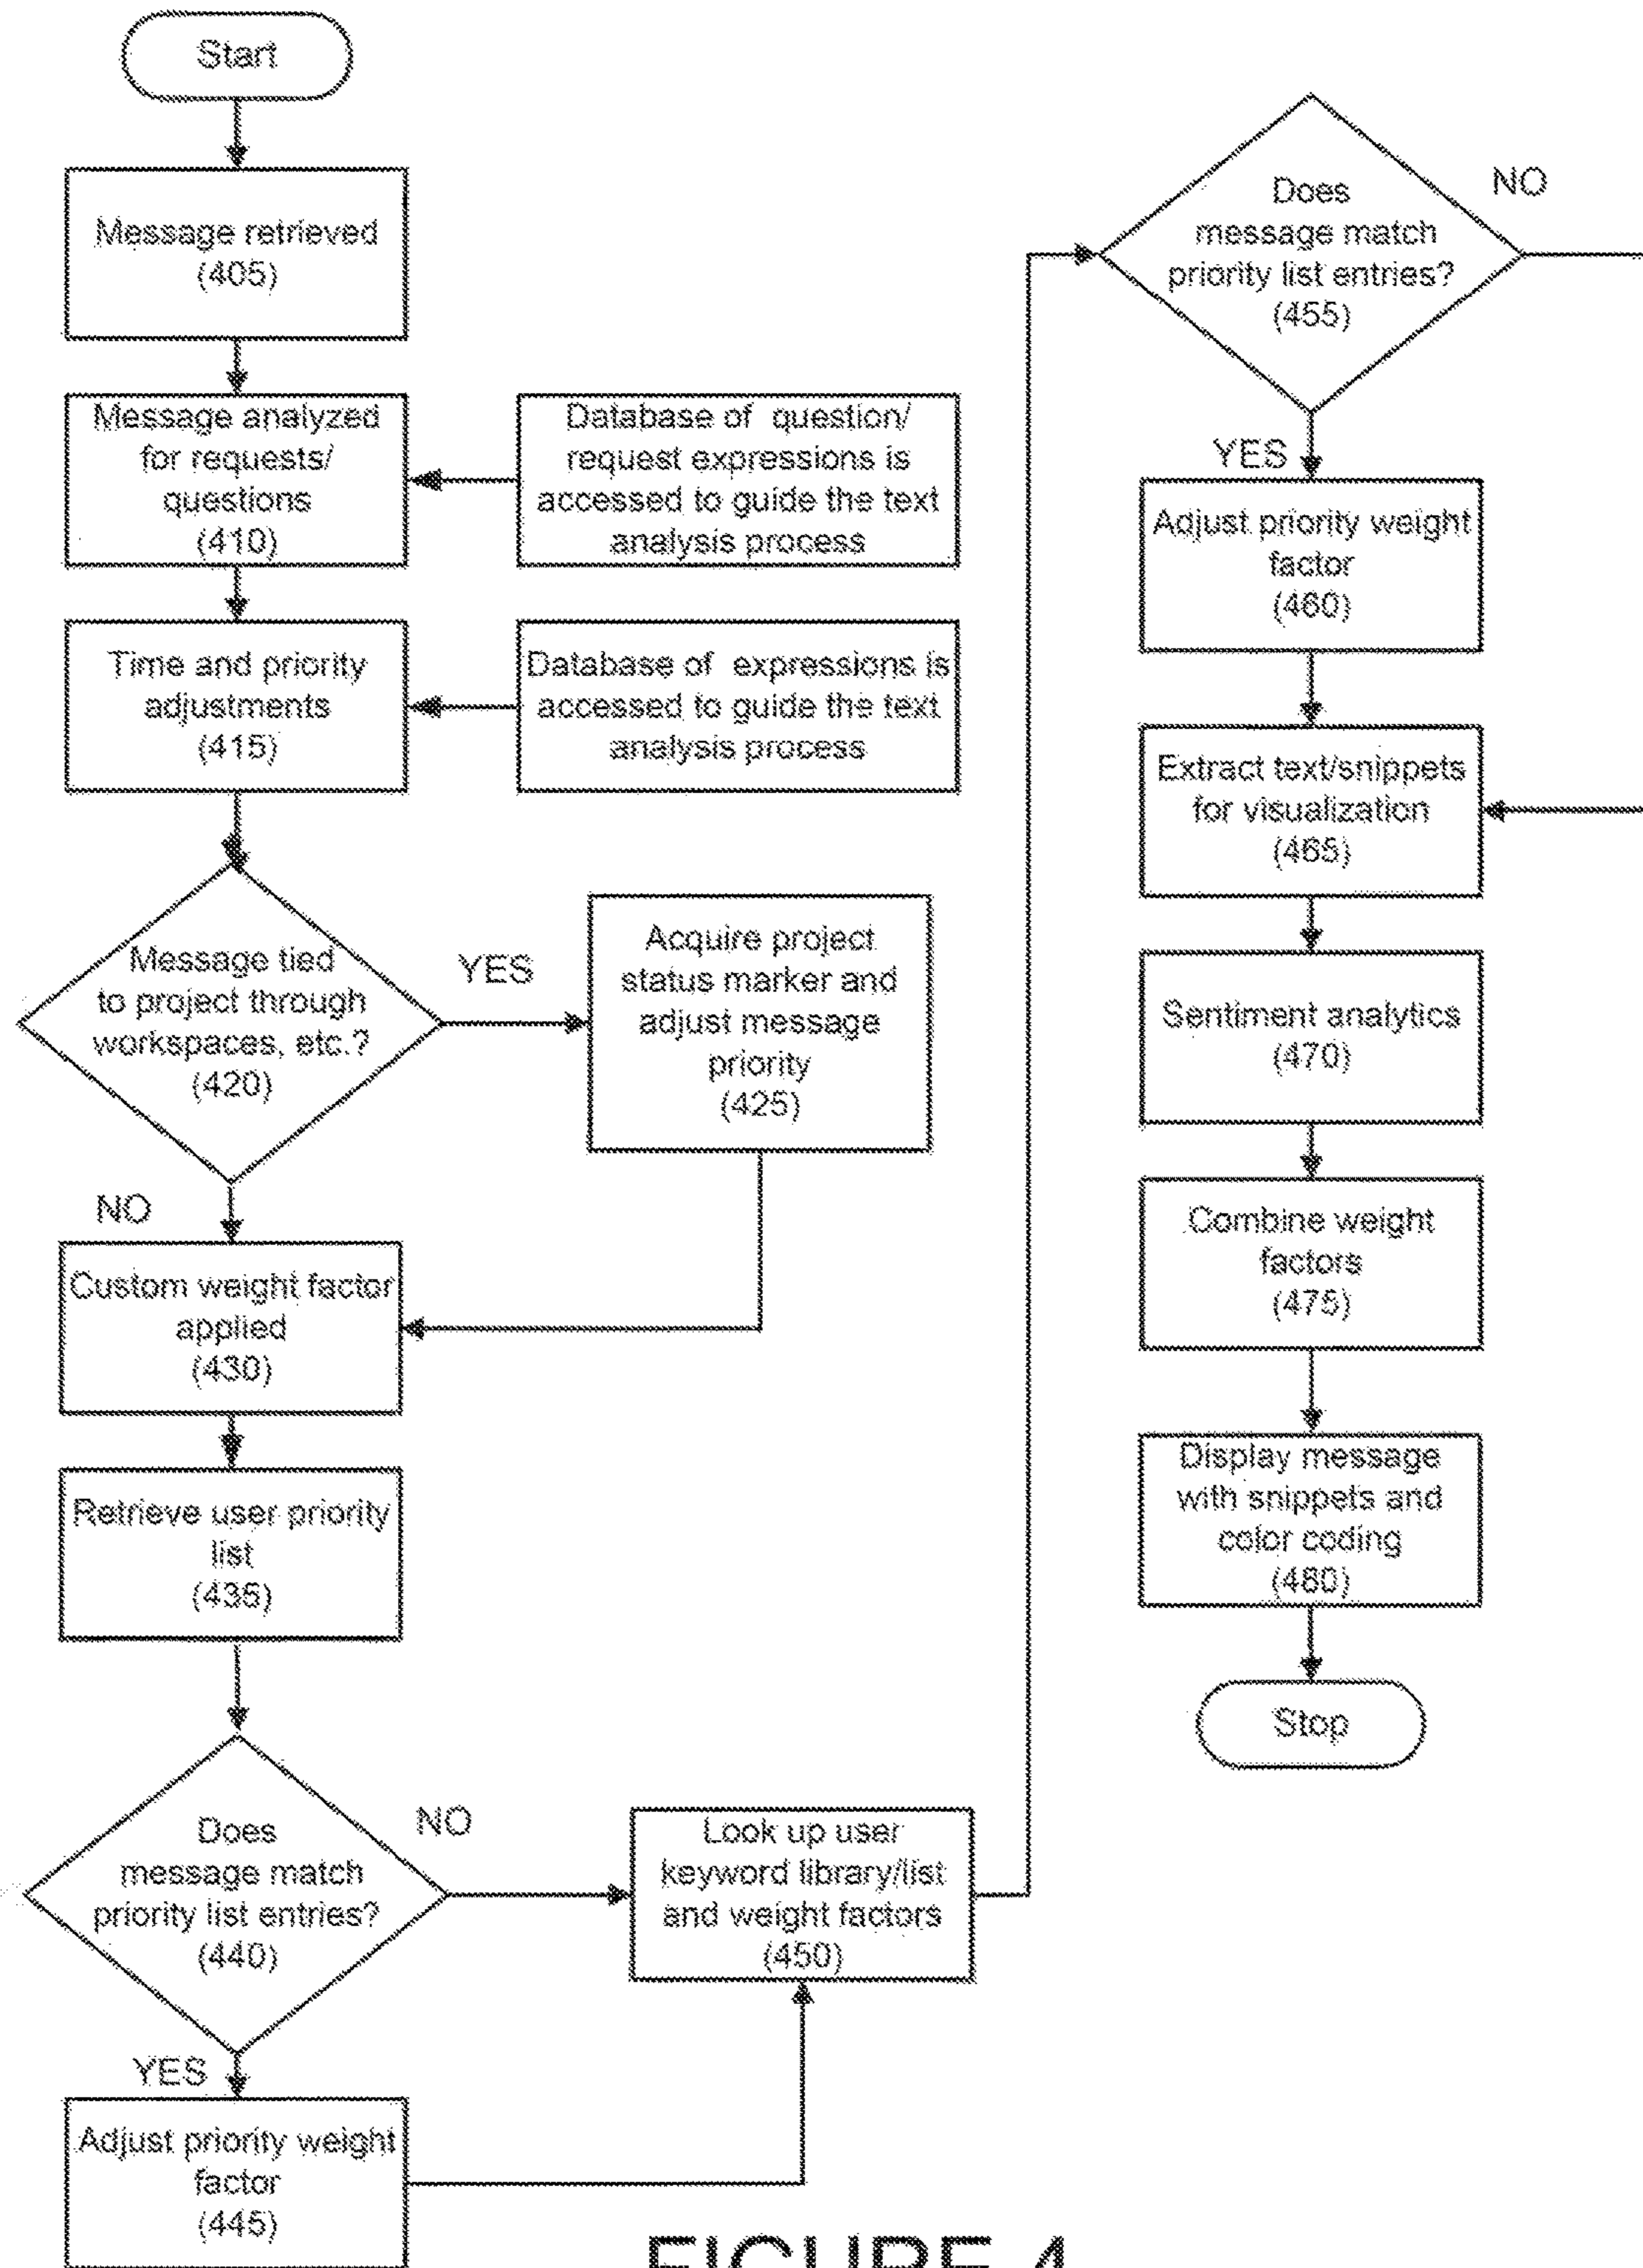 Start
Message retrieved
(405)
Message analyzed
for requests/
questions
(410)
Database of question/
request expressions is
accessed to guide the text
analysis process
Time and priority
adjustments
(415)
Database of expressions is
accessed to guide the text
analysis process
Message tied
to project through
workspaces, etc.?
(420)
YES
Acquire project
status marker and
adjust message
priority
(425)
NO
Custom weight factor
applied
(430)
Retrieve user priority
list
(435)
Does
message match
priority list entries?
(440)
NO
Look up user
keyword library/list
and weight factors
(450)
YES
Adjust priority weight
factor
(445)
Does
message match
priority list entries?
(455)
NO
YES
Adjust priority weight
factor
(460)
Extract text/snippets
for visualization
(465)
Sentiment analytics
(470)
Combine weight
factors
(475)
Display message
with snippets and
color coding
(480)
Stop
FIGURE 4